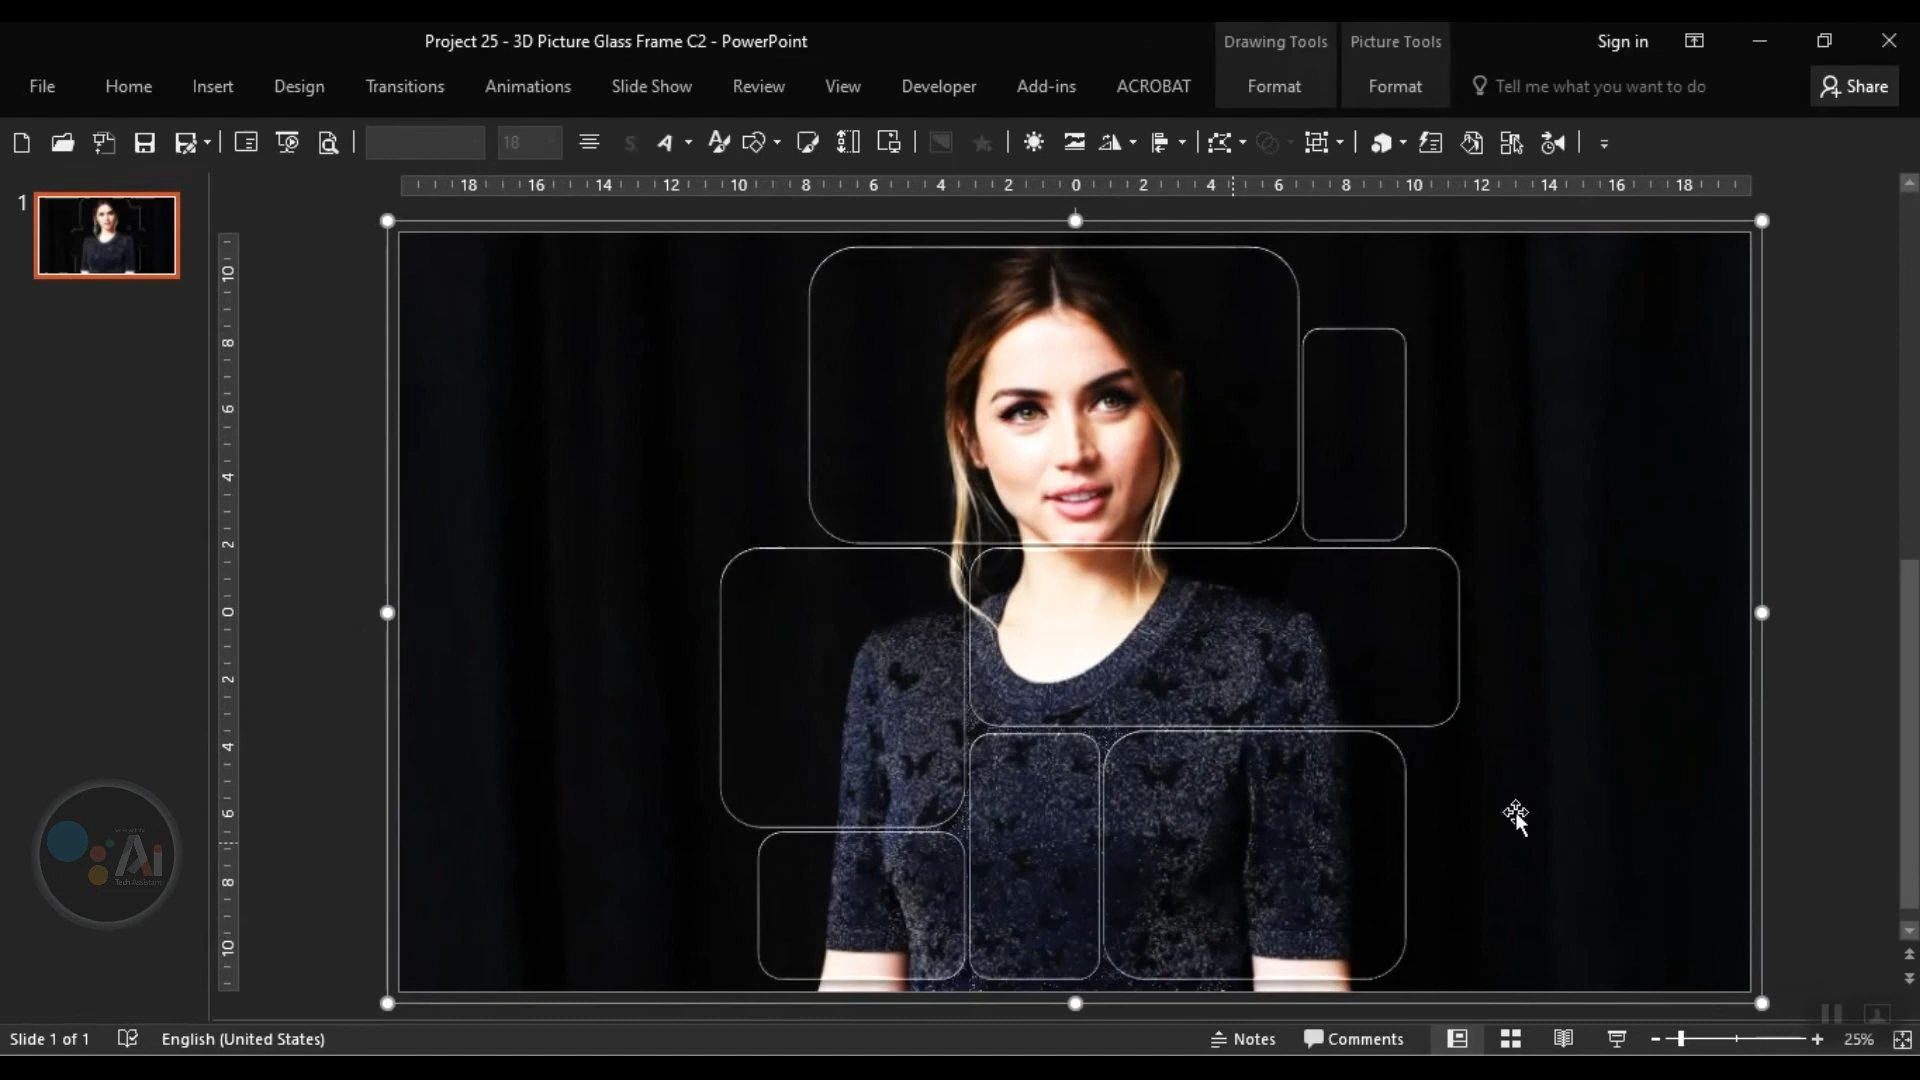 Project 25 - 3D Picture Glass Frame C2 - PowerPoint
Drawing Tools
Picture Tools
Sign in
File Home Insert Design Transitions Animations Slide Show Review View Developer Add-ins ACROBAT Format Format Tell me what you want to do Share
18
18 16 14 12 10 8 6 4 2 0 2 4 6 8 10 12 14 16 18
1
10
8
6
4
2
0
2
4
6
8
10
Ai
Tech Assistant
Slide 1 of 1 English (United States) Notes Comments 25%